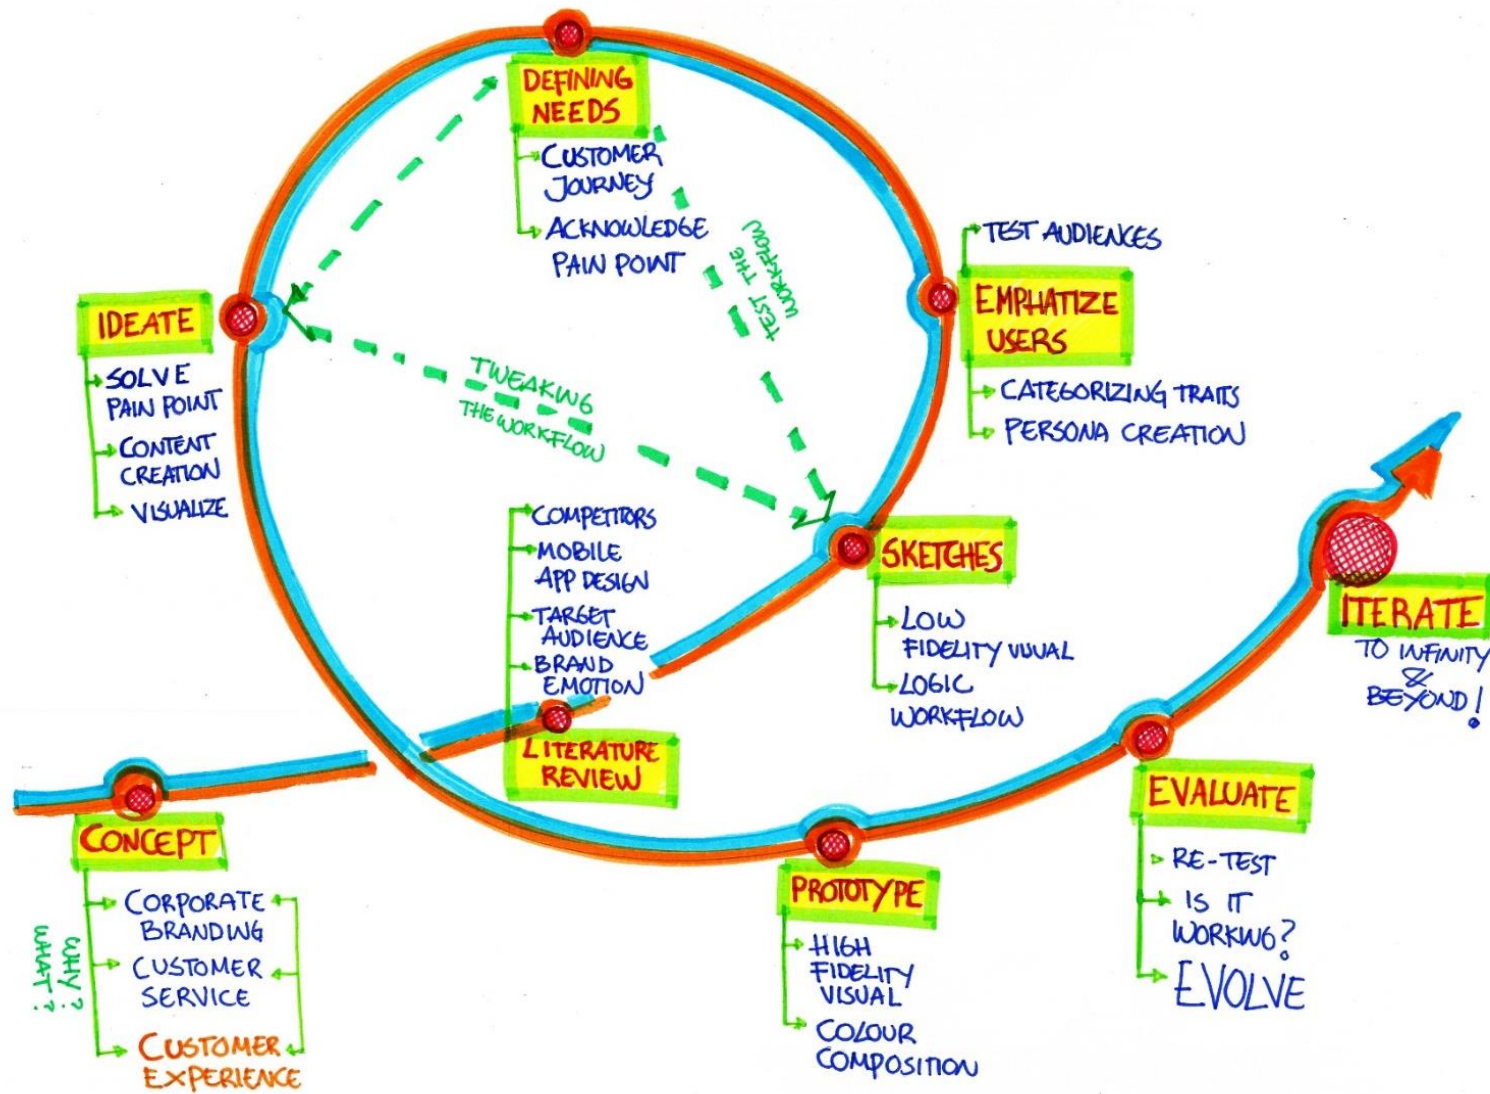 DEFINING
NEEDS
CUSTOMER
JOURNEY
ACKNOWLEDGE
PAIN POINT
TEST THE
WORKFLOW
TEST AUDIENCES
EMPHATIZE
USERS
CATEGORIZING TRAITS
PERSONA CREATION
IDEATE
SOLVE
PAIN POINT
CONTENT
CREATION
VISUALIZE
TWEAKING
THE WORKFLOW
COMPETITORS
MOBILE
APP DESIGN
TARGET
AUDIENCE
BRAND
EMOTION
LITERATURE
REVIEW
SKETCHES
LOW
FIDELITY VUUAL
LOGIC
WORKFLOW
ITERATE
TO INFINITY
&
BEYOND!
CONCEPT
CORPORATE
BRANDING
CUSTOMER
SERVICE
CUSTOMER
EXPERIENCE
WHY?
WHAT?
PROTOTYPE
HIGH
FIDELITY
VISUAL
COLOUR
COMPOSITION
EVALUATE
RE-TEST
IS IT
WORKING?
EVOLVE